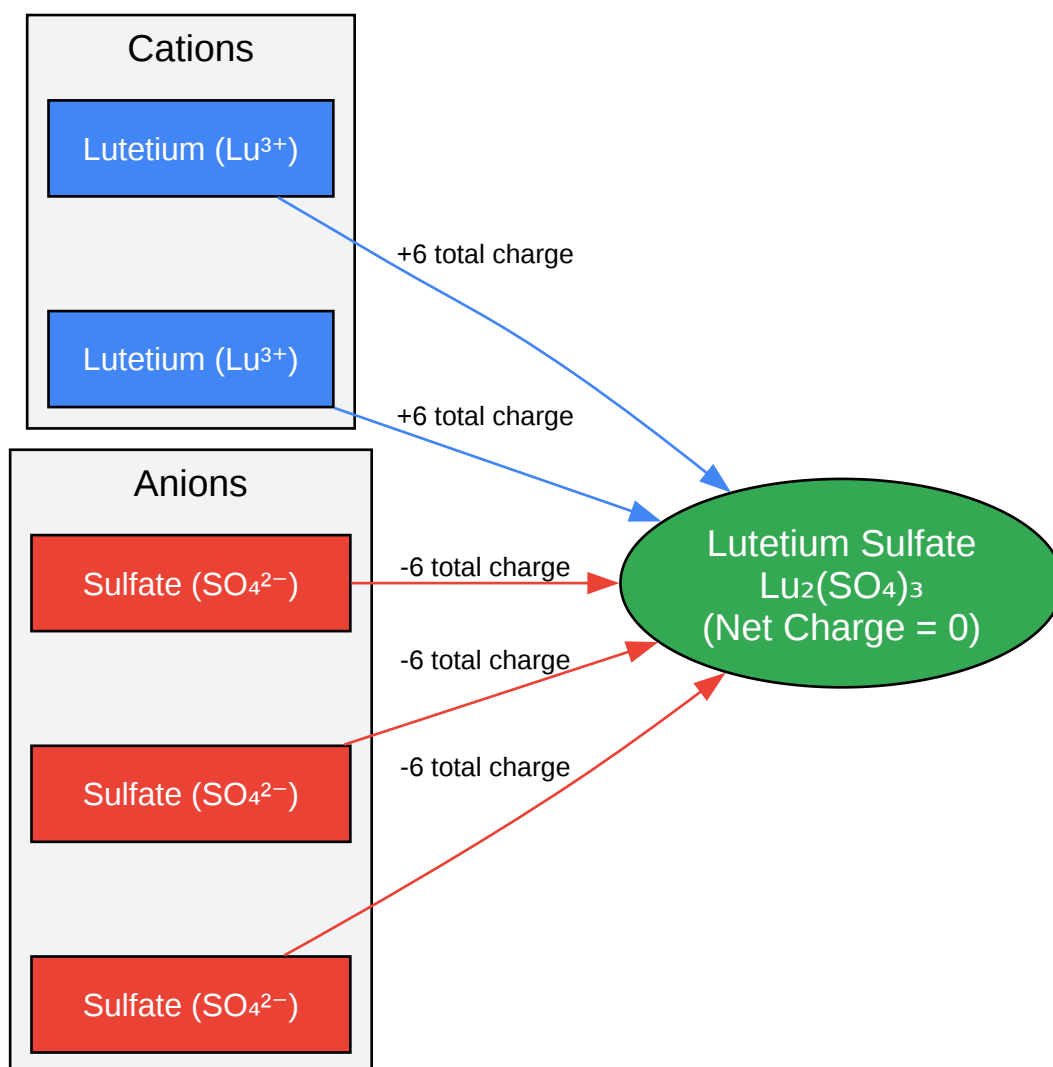 Cations
Lutetium (Lu³⁺)
+6 total charge
Lutetium (Lu³⁺)
+6 total charge
Anions
Sulfate (SO₄²⁻)
-6 total charge
Lutetium Sulfate
Lu₂(SO₄)₃
(Net Charge = 0)
-6 total charge
Sulfate (SO₄²⁻)
-6 total charge
Sulfate (SO₄²⁻)